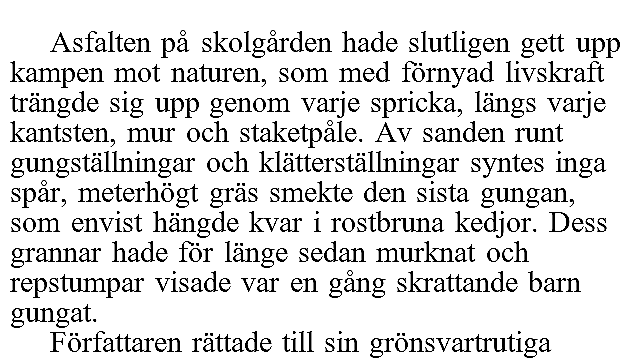 Asfalten på skolgården hade slutligen gett upp
kampen mot naturen, som med förnyad livskraft
trängde sig upp genom varje spricka, längs varje
kantsten, mur och staketpåle. Av sanden runt
gungställningar och klätterställningar syntes inga
spår, meterhögt gräs smekte den sista gungan,
som envist hängde kvar i rostbruna kedjor. Dess
grannar hade för länge sedan murknat och
repstumpar visade var en gång skrattande barn
gungat.
Författaren rättade till sin grönsvartrutiga